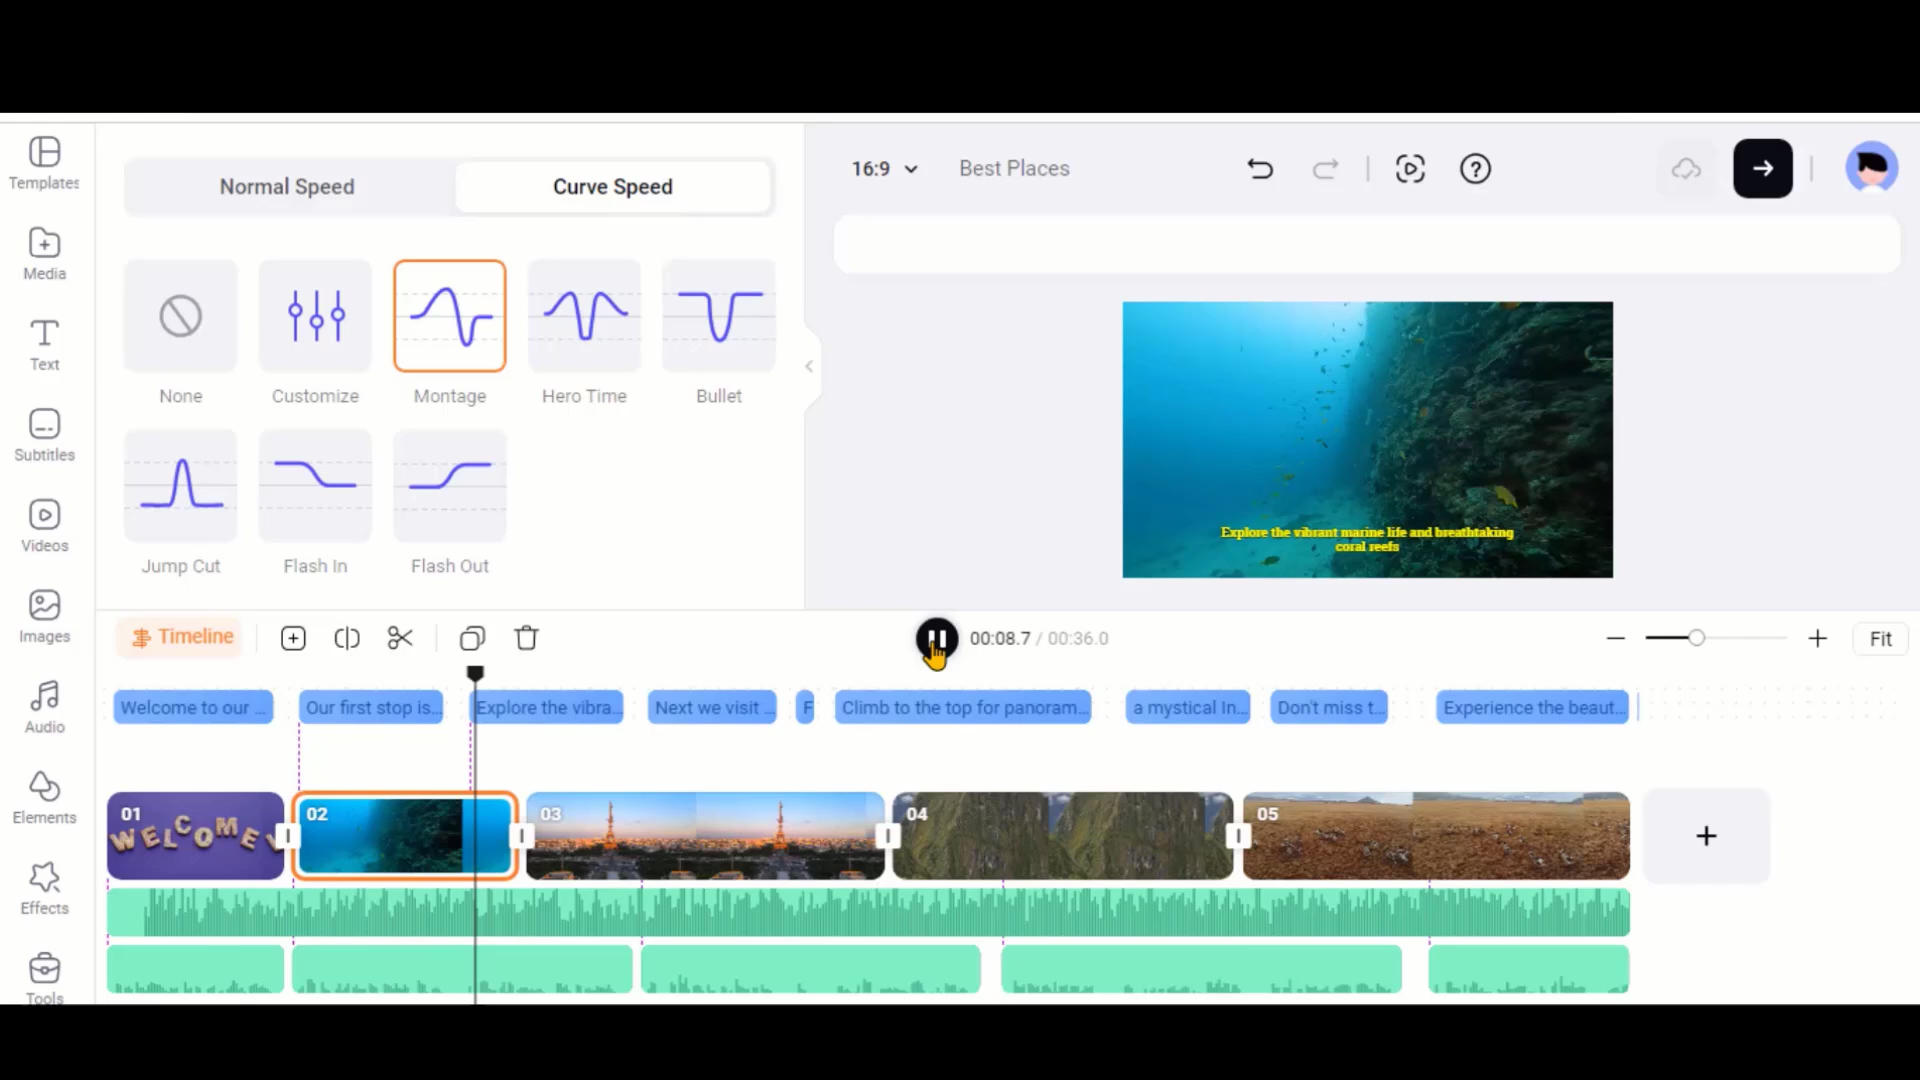 Templates
Media
Text
Subtitles
Videos
Images
Audio
Elements
Effects
Tools
Normal Speed
Curve Speed
None
Customize
Montage
Hero Time
Bullet
Jump Cut
Flash In
Flash Out
16:9
Best Places
Explore the vibrant marine life and breathtaking
coral reefs
Timeline
00:08.7 / 00:36.0
Fit
Welcome to our ...
Our first stop is...
Explore the vibra...
Next we visit ...
F
Climb to the top for panoram...
a mystical In...
Don't miss t...
Experience the beaut...
01
WELCOME
02
03
04
05